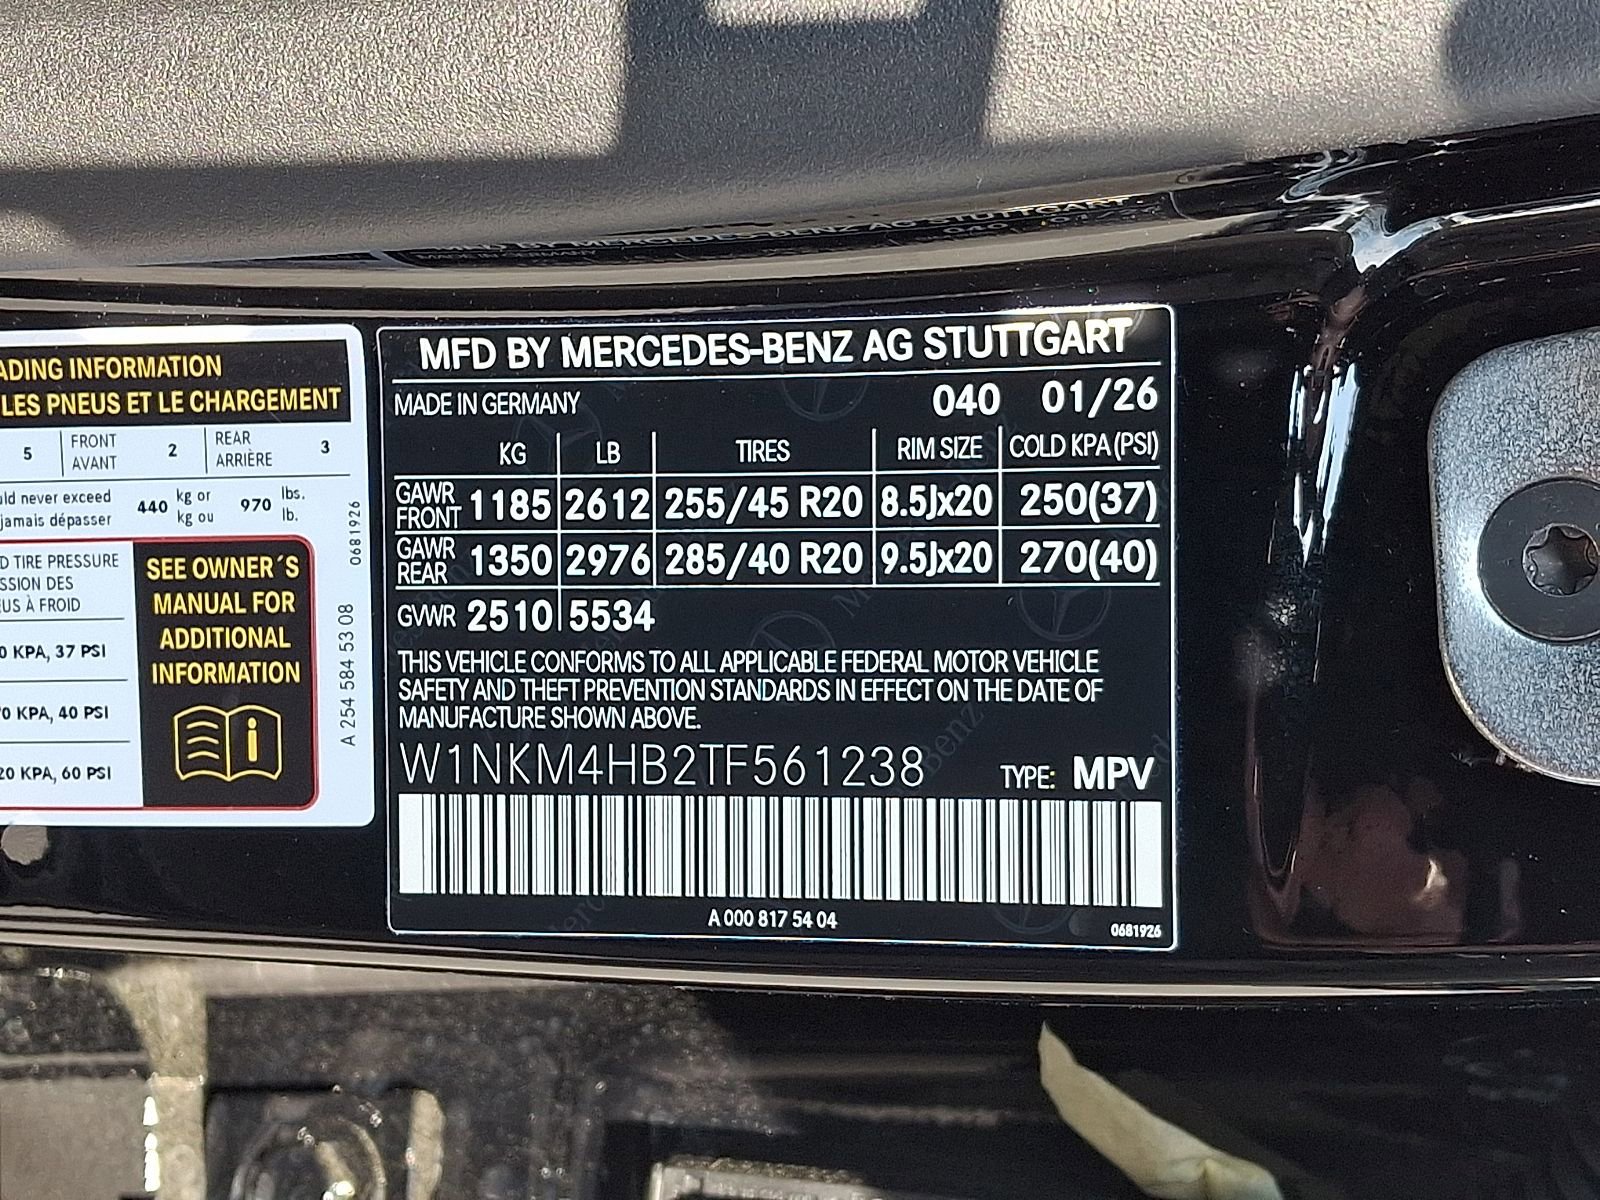 ADING INFORMATION
LES PNEUS ET LE CHARGEMENT
5 FRONT AVANT 2 REAR ARRIÈRE 3
never exceed 440 kg or 970 lbs.
jamais dépasser kg ou lb.
TIRE PRESSURE
DES
À FROID
KPA, 37 PSI
KPA, 40 PSI
KPA, 60 PSI
SEE OWNER´S
MANUAL FOR
ADDITIONAL
INFORMATION
0681926
A 254 584 53 08
MFD BY MERCEDES-BENZ AG STUTTGART
MADE IN GERMANY 040 01/26
KG LB TIRES RIM SIZE COLD KPA(PSI)
GAWR FRONT 1185 2612 255/45 R20 8.5Jx20 250(37)
GAWR REAR 1350 2976 285/40 R20 9.5Jx20 270(40)
GVWR 2510 5534
THIS VEHICLE CONFORMS TO ALL APPLICABLE FEDERAL MOTOR VEHICLE
SAFETY AND THEFT PREVENTION STANDARDS IN EFFECT ON THE DATE OF
MANUFACTURE SHOWN ABOVE.
W1NKM4HB2TF561238 TYPE: MPV
A 000 817 54 04
0681926